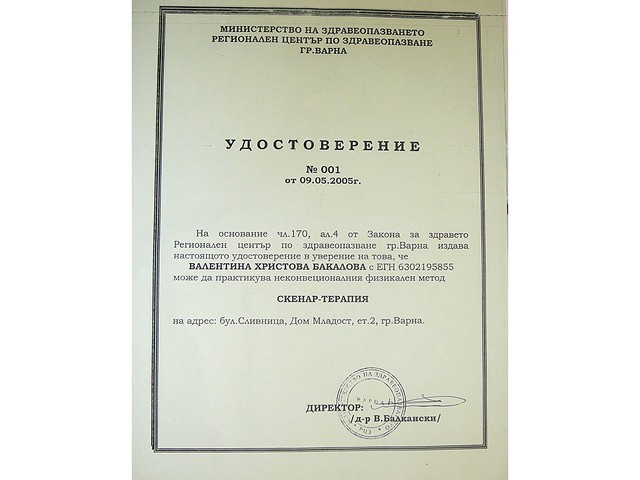 МИНИСТЕРСТВО НА ЗДРАВЕОПАЗВАНЕТО
РЕГИОНАЛЕН ЦЕНТЪР ПО ЗДРАВЕОПАЗВАНЕ
ГР.ВАРНА
УДОСТОВЕРЕНИЕ
№ 001
от 09.05.2005г.
На основание чл.170, ал.4 от Закона за здравето
Регионален център по здравеопазване гр.Варна издава
настоящото удостоверение в уверение на това, че
ВАЛЕНТИНА ХРИСТОВА БАКАЛОВА с ЕГН 6302195855
може да практикува неконвеционалния физикален метод
СКЕНАР-ТЕРАПИЯ
на адрес: бул.Сливница, Дом Младост, ет.2, гр.Варна.
ДИРЕКТОР:
/д-р В.Балкански/
ВАРНА
РЦЗ